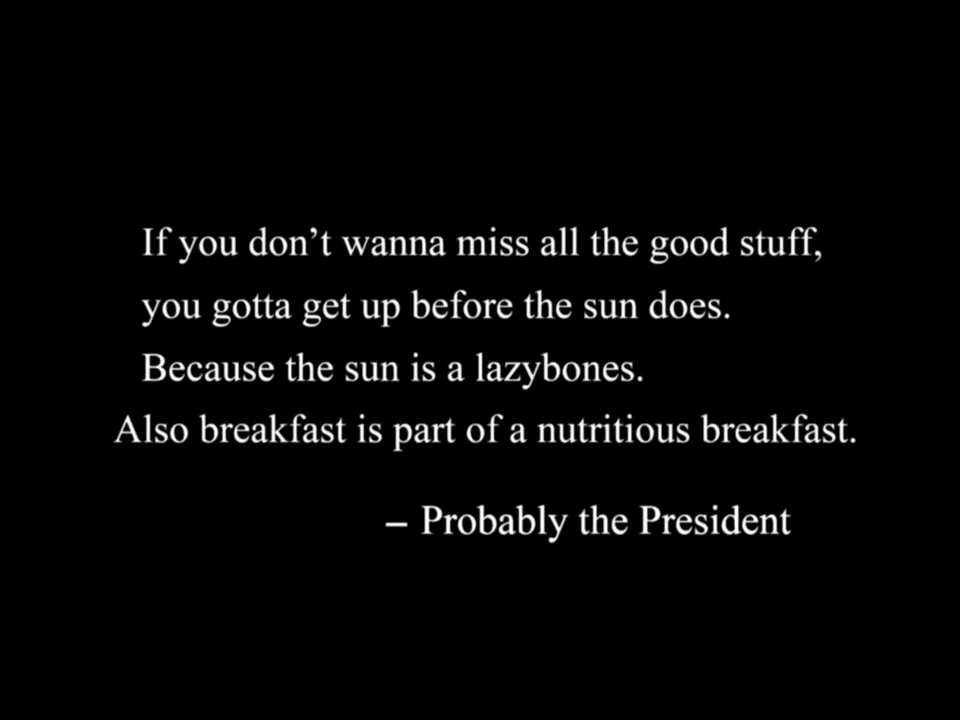 If you don’t wanna miss all the good stuff,
you gotta get up before the sun does.
Because the sun is a lazybones.
Also breakfast is part of a nutritious breakfast.
– Probably the President